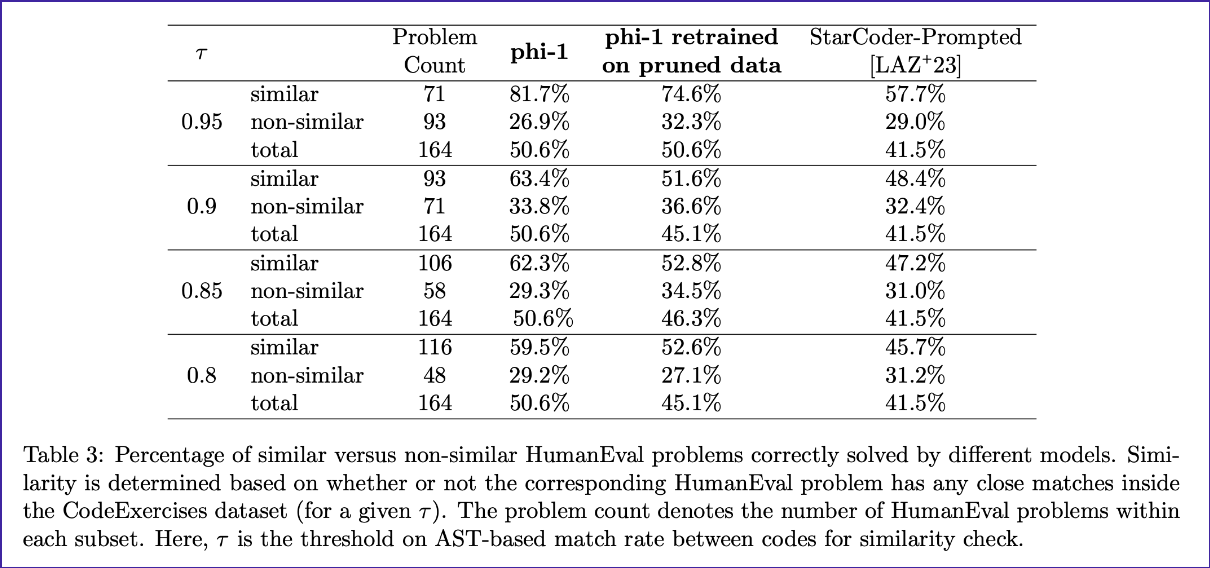 τ Problem Count phi-1 phi-1 retrained on pruned data StarCoder-Prompted [LAZ+23]
similar 71 81.7% 74.6% 57.7%
0.95 non-similar 93 26.9% 32.3% 29.0%
total 164 50.6% 50.6% 41.5%
similar 93 63.4% 51.6% 48.4%
0.9 non-similar 71 33.8% 36.6% 32.4%
total 164 50.6% 45.1% 41.5%
similar 106 62.3% 52.8% 47.2%
0.85 non-similar 58 29.3% 34.5% 31.0%
total 164 50.6% 46.3% 41.5%
similar 116 59.5% 52.6% 45.7%
0.8 non-similar 48 29.2% 27.1% 31.2%
total 164 50.6% 45.1% 41.5%
Table 3: Percentage of similar versus non-similar HumanEval problems correctly solved by different models. Simi-
larity is determined based on whether or not the corresponding HumanEval problem has any close matches inside
the CodeExercises dataset (for a given τ). The problem count denotes the number of HumanEval problems within
each subset. Here, τ is the threshold on AST-based match rate between codes for similarity check.